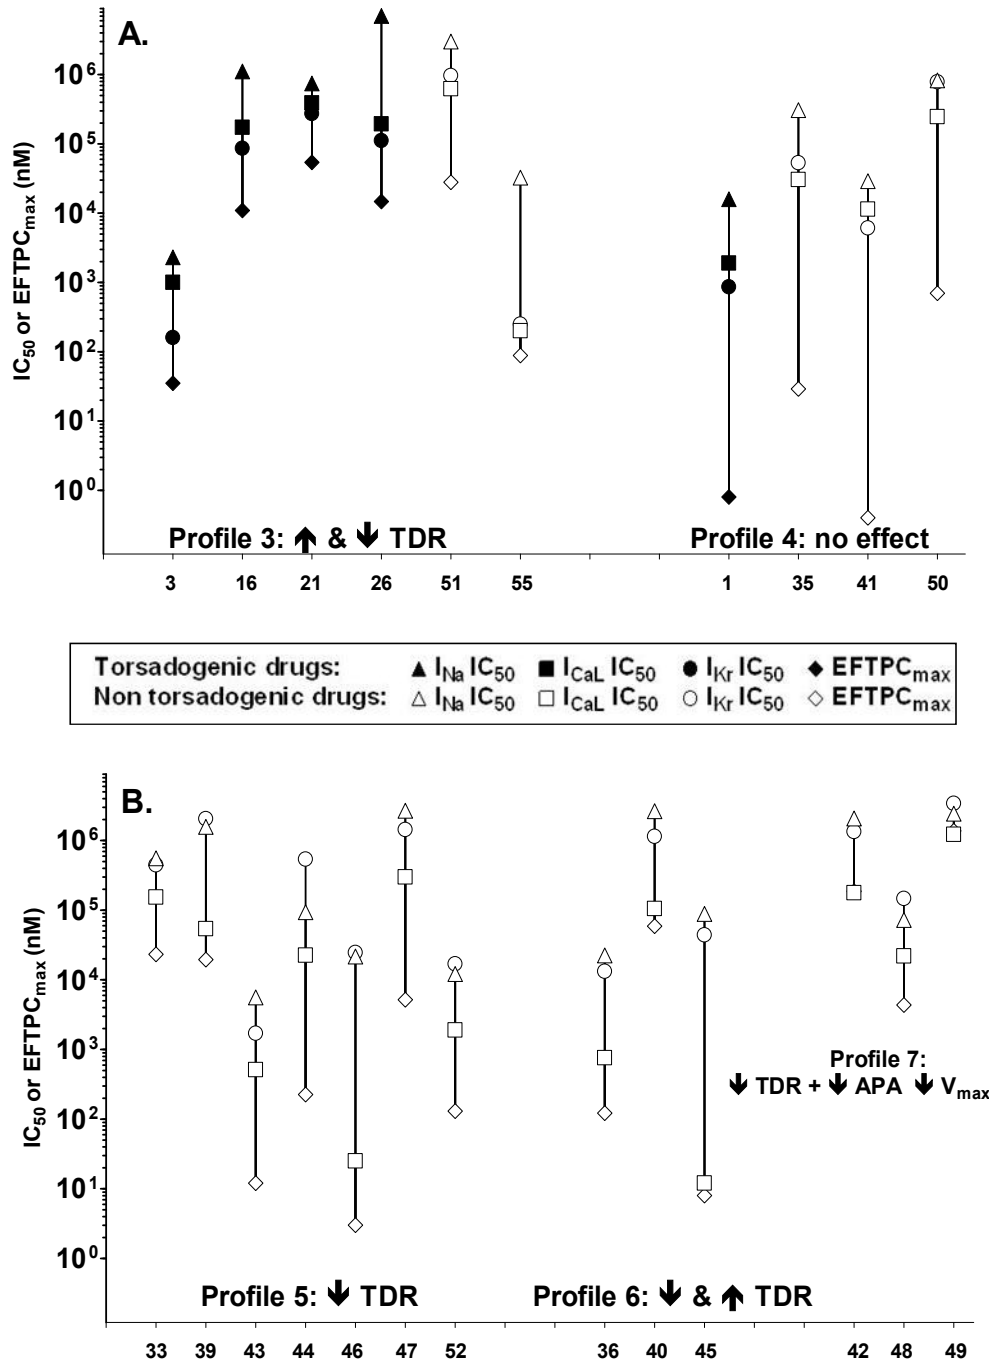 A.
IC50 or EFTPCmax (nM)
10^6
10^5
10^4
10^3
10^2
10^1
10^0
Profile 3: ↑ & ↓ TDR
Profile 4: no effect
3 16 21 26 51 55 1 35 41 50
Torsadogenic drugs: ▲ INa IC50 ■ ICaL IC50 ● IKr IC50 ◆ EFTPCmax
Non torsadogenic drugs: △ INa IC50 □ ICaL IC50 ○ IKr IC50 ◇ EFTPCmax
B.
IC50 or EFTPCmax (nM)
10^6
10^5
10^4
10^3
10^2
10^1
10^0
Profile 7:
↓ TDR + ↓ APA ↓ Vmax
Profile 5: ↓ TDR
Profile 6: ↓ & ↑ TDR
33 39 43 44 46 47 52 36 40 45 42 48 49